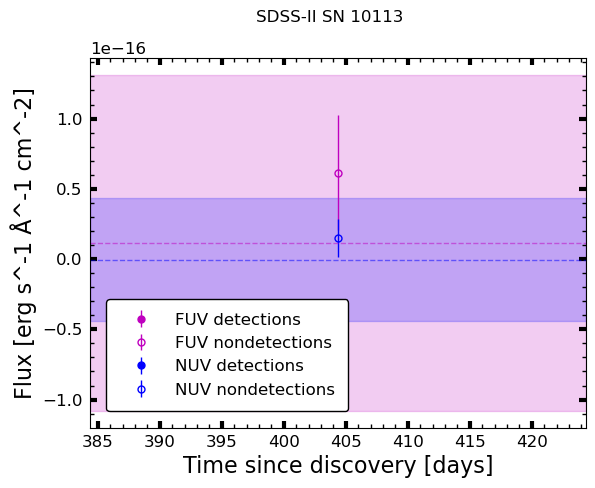 SDSS-II SN 10113
1e−16
1.0
0.5
0.0
−0.5
−1.0
Flux [erg s^-1 Å^-1 cm^-2]
FUV detections
FUV nondetections
NUV detections
NUV nondetections
385 390 395 400 405 410 415 420
Time since discovery [days]